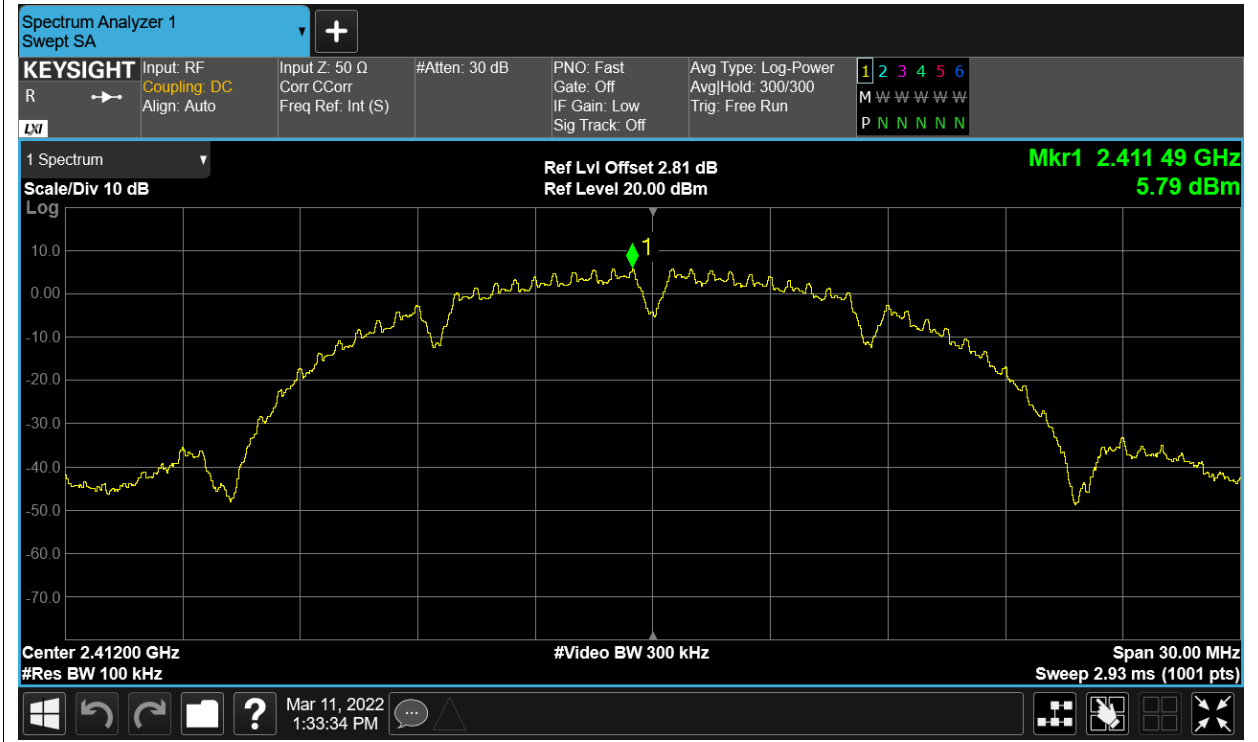 Spectrum Analyzer 1
Swept SA
KEYSIGHT
R
LXI
Input: RF
Coupling: DC
Align: Auto
Input Z: 50 Ω
Corr CCorr
Freq Ref: Int (S)
#Atten: 30 dB
PNO: Fast
Gate: Off
IF Gain: Low
Sig Track: Off
Avg Type: Log-Power
Avg|Hold: 300/300
Trig: Free Run
1 2 3 4 5 6
M W W W W W
P N N N N N
1 Spectrum
Scale/Div 10 dB
Ref Lvl Offset 2.81 dB
Ref Level 20.00 dBm
Mkr1 2.411 49 GHz
5.79 dBm
Log
1
10.0
0.00
-10.0
-20.0
-30.0
-40.0
-50.0
-60.0
-70.0
Center 2.41200 GHz
#Video BW 300 kHz
Span 30.00 MHz
#Res BW 100 kHz
Sweep 2.93 ms (1001 pts)
?
Mar 11, 2022
1:33:34 PM